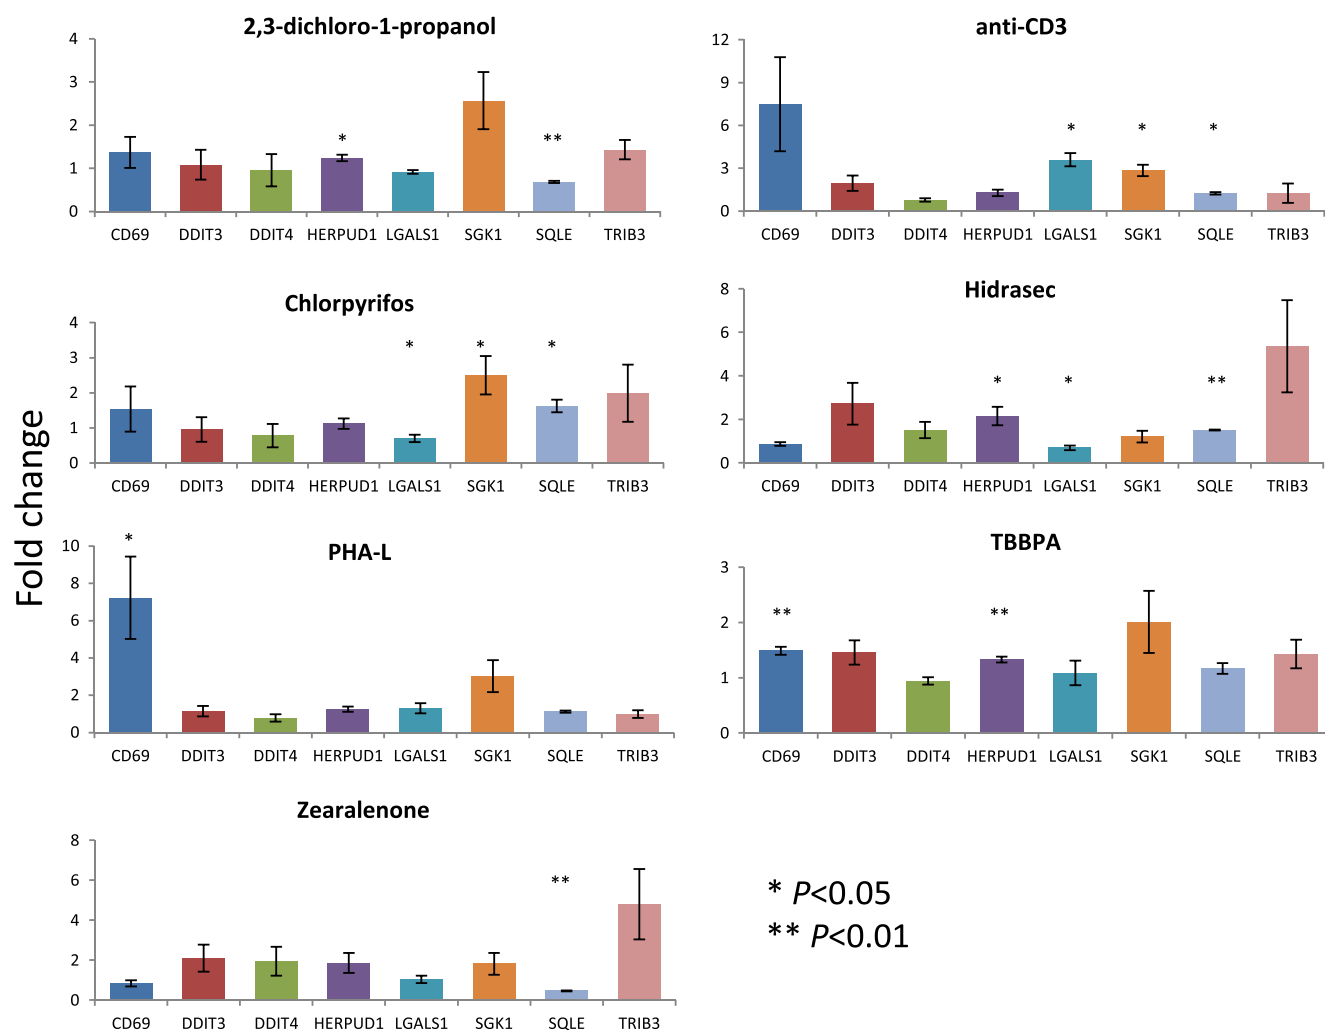 2,3-dichloro-1-propanol
4
3
2
1
0
*
**
CD69 DDIT3 DDIT4 HERPUD1 LGALS1 SGK1 SQLE TRIB3
anti-CD3
12
9
6
3
0
* * *
CD69 DDIT3 DDIT4 HERPUD1 LGALS1 SGK1 SQLE TRIB3
Chlorpyrifos
4
3
2
1
0
* * *
CD69 DDIT3 DDIT4 HERPUD1 LGALS1 SGK1 SQLE TRIB3
Hidrasec
8
6
4
2
0
* * **
CD69 DDIT3 DDIT4 HERPUD1 LGALS1 SGK1 SQLE TRIB3
Fold change
PHA-L
10
8
6
4
2
0
*
CD69 DDIT3 DDIT4 HERPUD1 LGALS1 SGK1 SQLE TRIB3
TBBPA
3
2
1
0
** **
CD69 DDIT3 DDIT4 HERPUD1 LGALS1 SGK1 SQLE TRIB3
Zearalenone
8
6
4
2
0
**
CD69 DDIT3 DDIT4 HERPUD1 LGALS1 SGK1 SQLE TRIB3
* P<0.05
** P<0.01